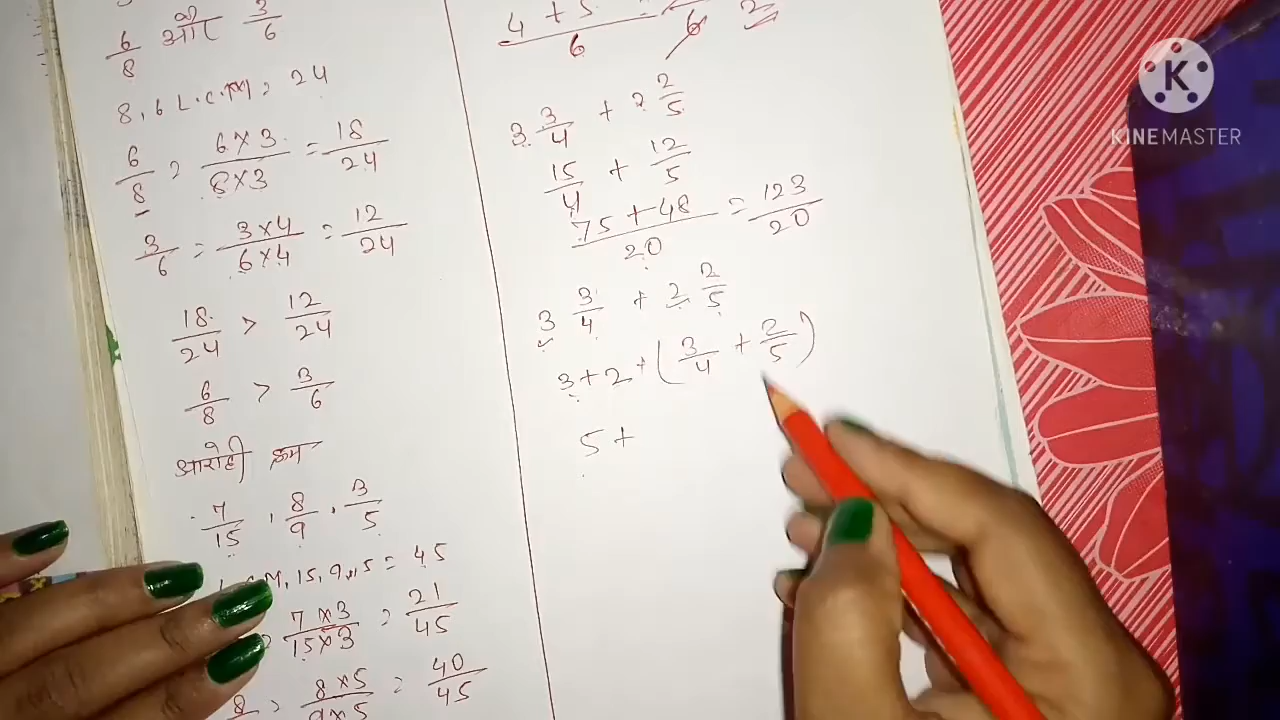 6/8 और 3/6
8, 6 L.C.M = 24
6/8 = 6×3/8×3 = 18/24
3/6 = 3×4/6×4 = 12/24
18/24 > 12/24
6/8 > 3/6
आरोही क्रम
7/15, 8/9, 3/5
M, 15, 9, 5 = 45
7×3/15×3 = 21/45
8 = 8×5/9×5 = 40/45
4+5/6
3 3/4 + 2 2/5
15/4 + 12/5
75+48/20 = 123/20
3 3/4 + 2 2/5
3+2+(3/4 + 2/5)
5+
KINEMASTER